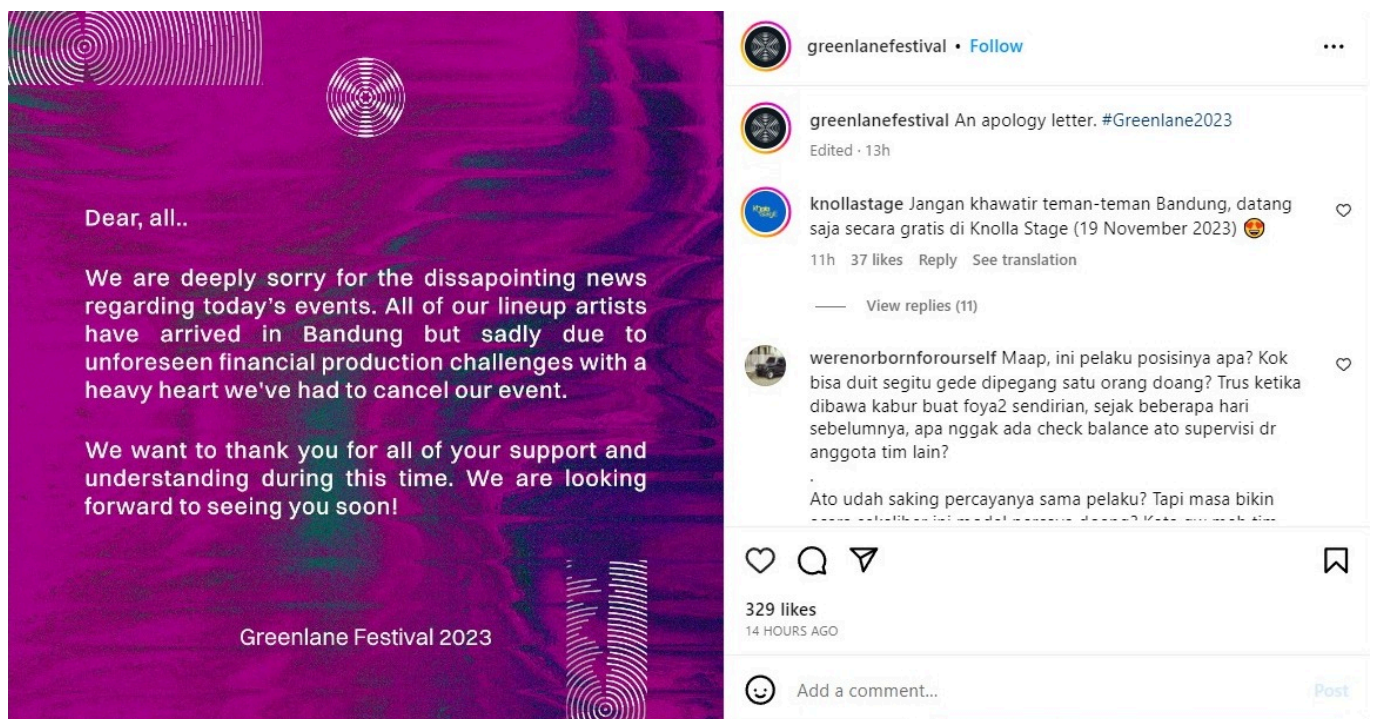 Dear, all..
We are deeply sorry for the dissapointing news
regarding today's events. All of our lineup artists
have arrived in Bandung but sadly due to
unforeseen financial production challenges with a
heavy heart we've had to cancel our event.
We want to thank you for all of your support and
understanding during this time. We are looking
forward to seeing you soon!
Greenlane Festival 2023
greenlanefestival • Follow
greenlanefestival An apology letter. #Greenlane2023
Edited · 13h
knollastage Jangan khawatir teman-teman Bandung, datang
saja secara gratis di Knolla Stage (19 November 2023) 😍
11h 37 likes Reply See translation
View replies (11)
werenorbornforourself Maap, ini pelaku posisinya apa? Kok
bisa duit segitu gede dipegang satu orang doang? Trus ketika
dibawa kabur buat foya2 sendirian, sejak beberapa hari
sebelumnya, apa nggak ada check balance ato supervisi dr
anggota tim lain?
.
Ato udah saking percayanya sama pelaku? Tapi masa bikin
329 likes
14 HOURS AGO
Add a comment...
Post